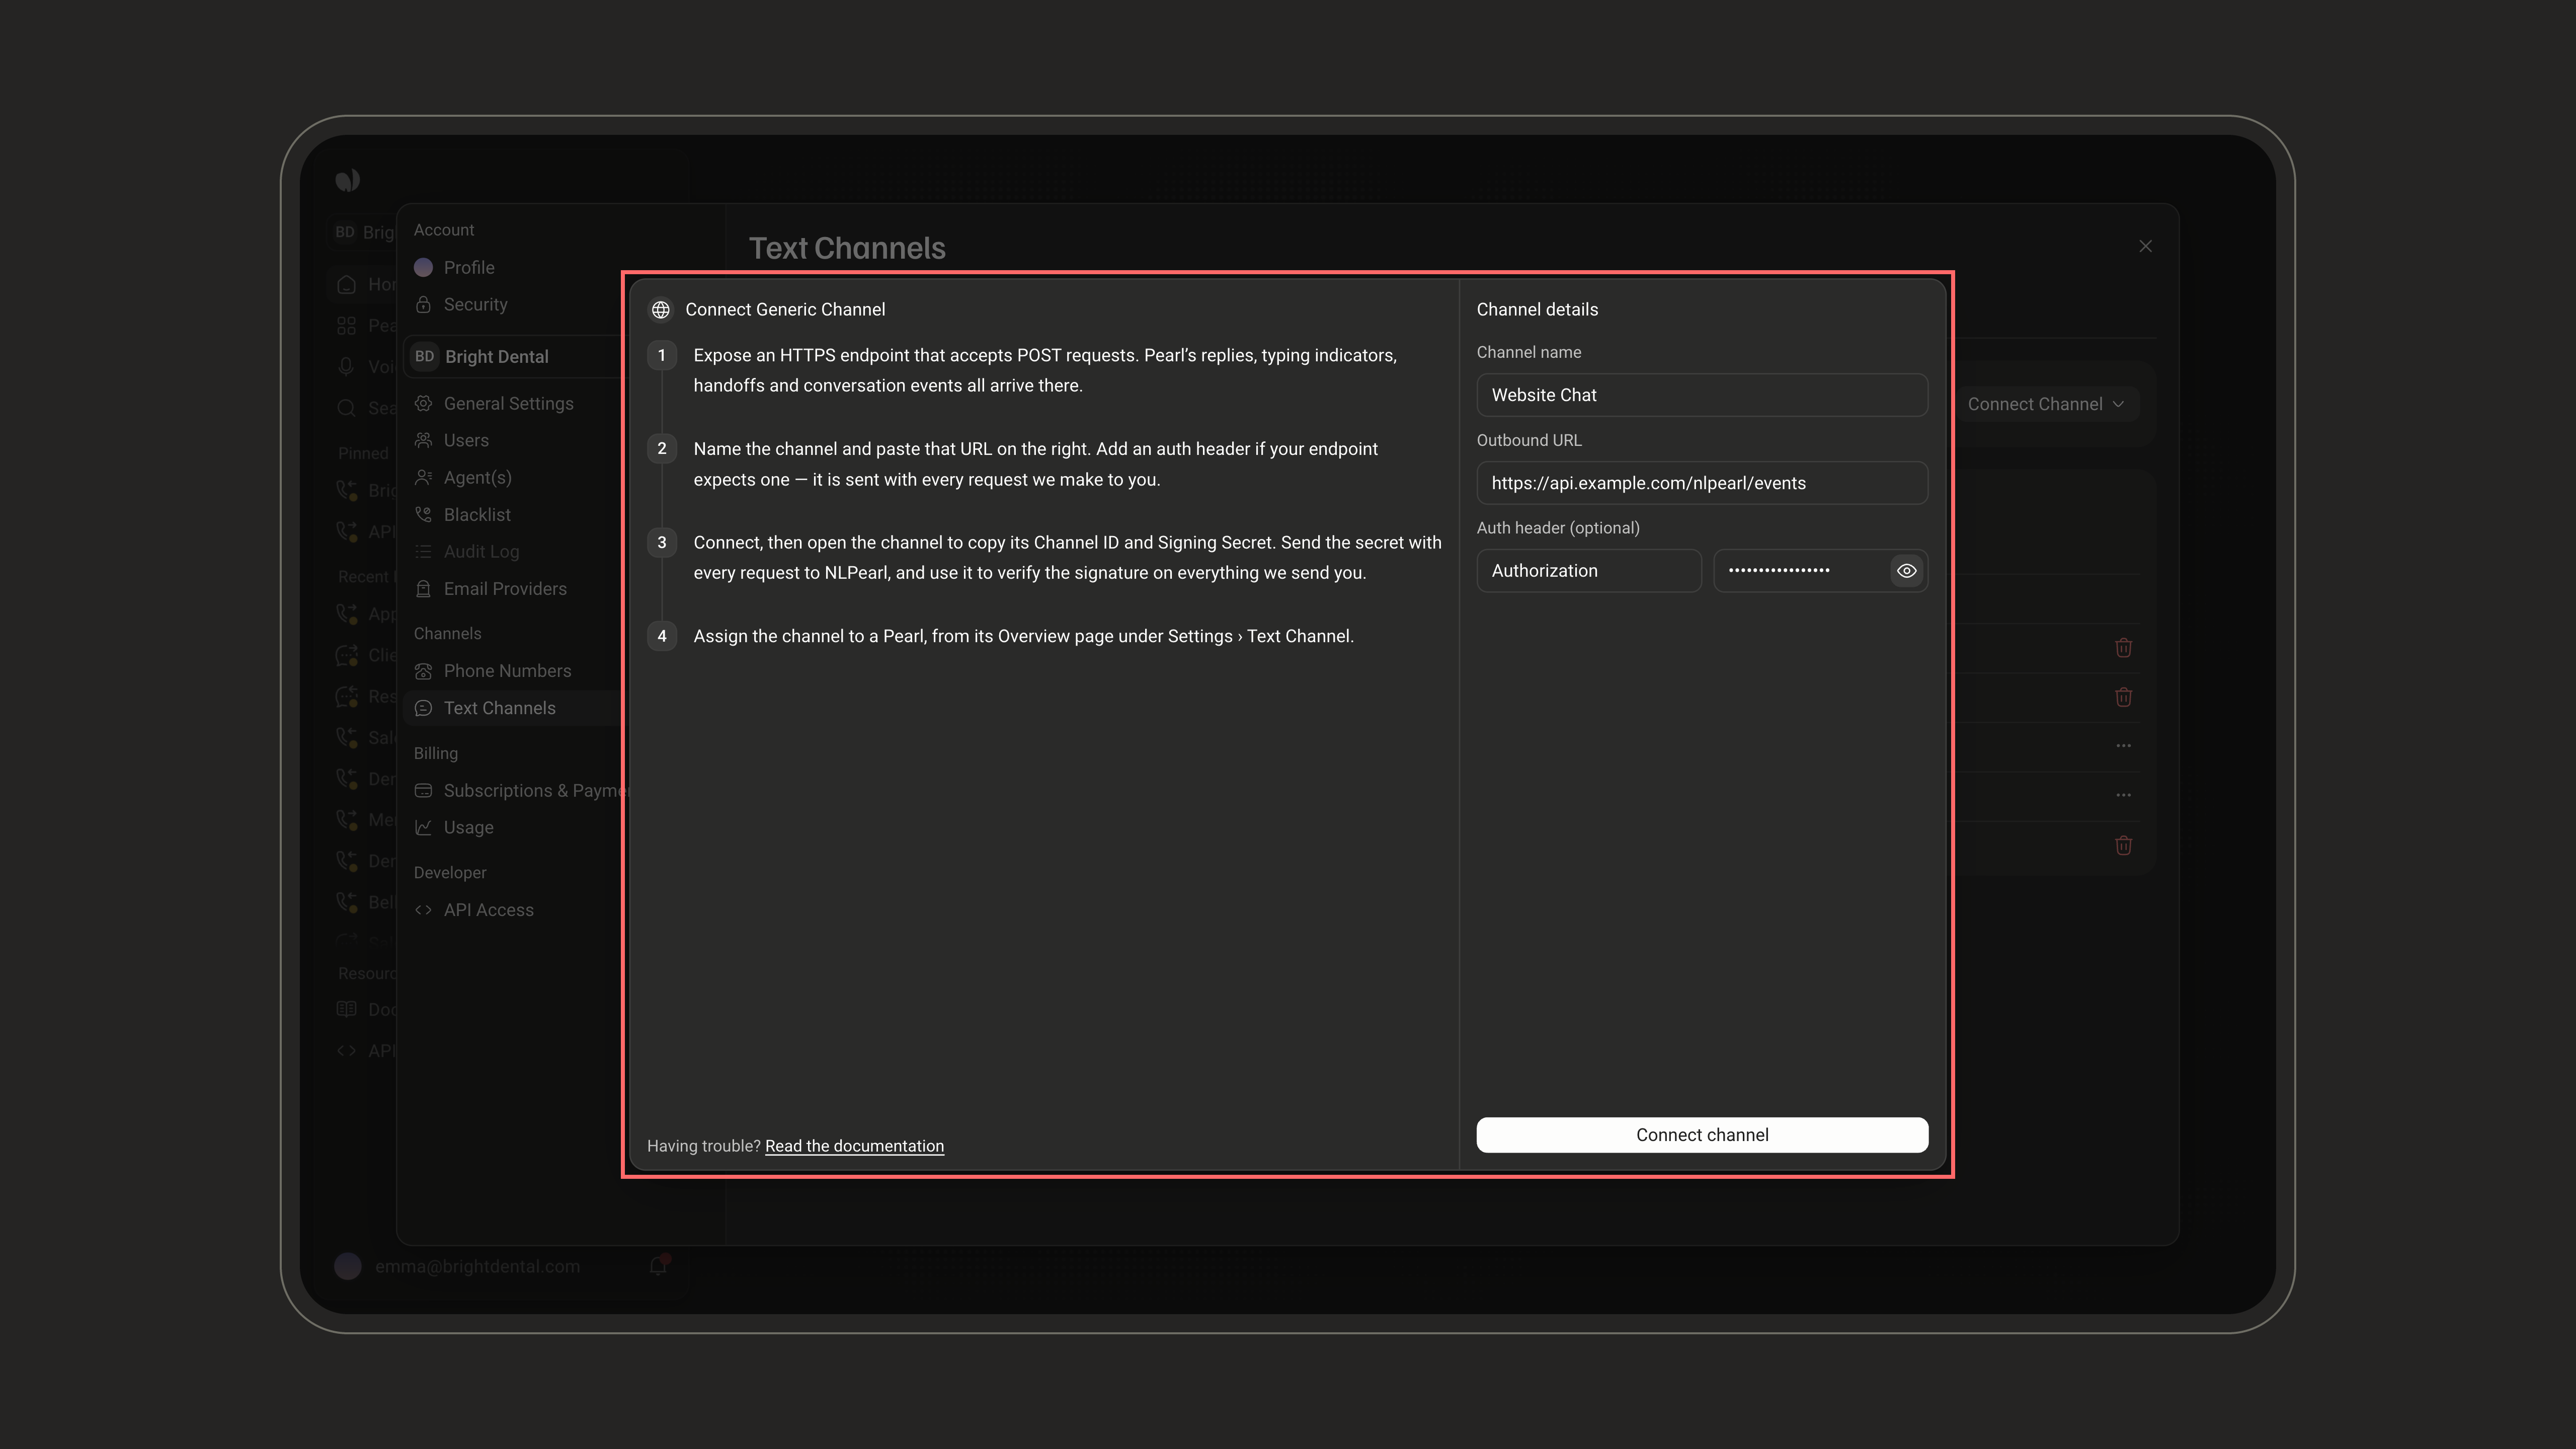 BD
Account
Profile
Security
BD Bright Dental
General Settings
Users
Agent(s)
Blacklist
Audit Log
Email Providers
Channels
Phone Numbers
Text Channels
Billing
Subscriptions &
Usage
Developer
API Access
Pinned
API
Recent
API
emma@brightdental.com
Text Channels
Connect Channel
Connect Generic Channel
1 Expose an HTTPS endpoint that accepts POST requests. Pearl’s replies, typing indicators,
handoffs and conversation events all arrive there.
2 Name the channel and paste that URL on the right. Add an auth header if your endpoint
expects one — it is sent with every request we make to you.
3 Connect, then open the channel to copy its Channel ID and Signing Secret. Send the secret with
every request to NLPearl, and use it to verify the signature on everything we send you.
4 Assign the channel to a Pearl, from its Overview page under Settings › Text Channel.
Having trouble? Read the documentation
Channel details
Channel name
Website Chat
Outbound URL
https://api.example.com/nlpearl/events
Auth header (optional)
Authorization
••••••••••••••••
Connect channel